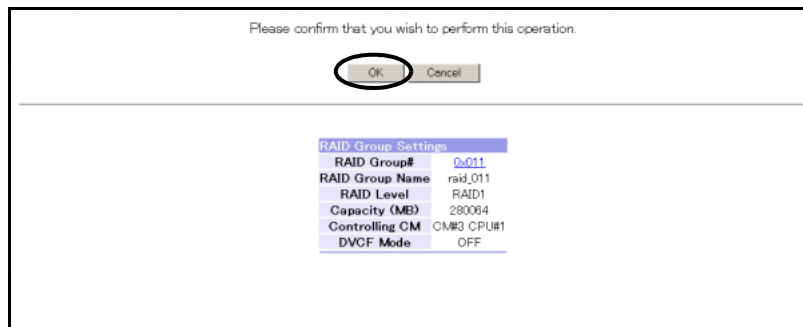 Please confirm that you wish to perform this operation.
OK Cancel
RAID Group Settings
RAID Group# 0x011
RAID Group Name raid_011
RAID Level RAID1
Capacity (MB) 280064
Controlling CM CM#3 CPU#1
DVCF Mode OFF